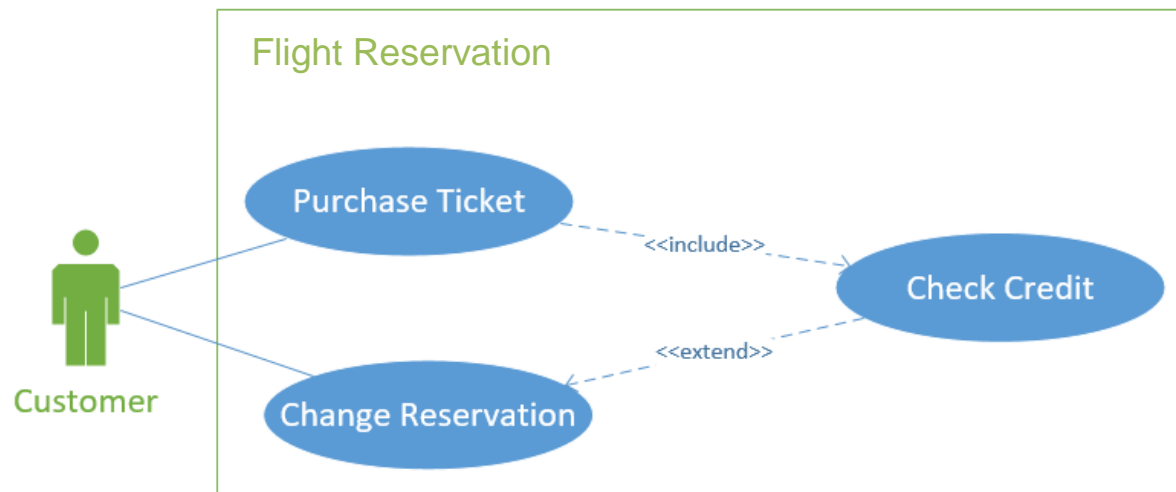 Flight Reservation
Purchase Ticket
<<include>>
Check Credit
<<extend>>
Customer
Change Reservation